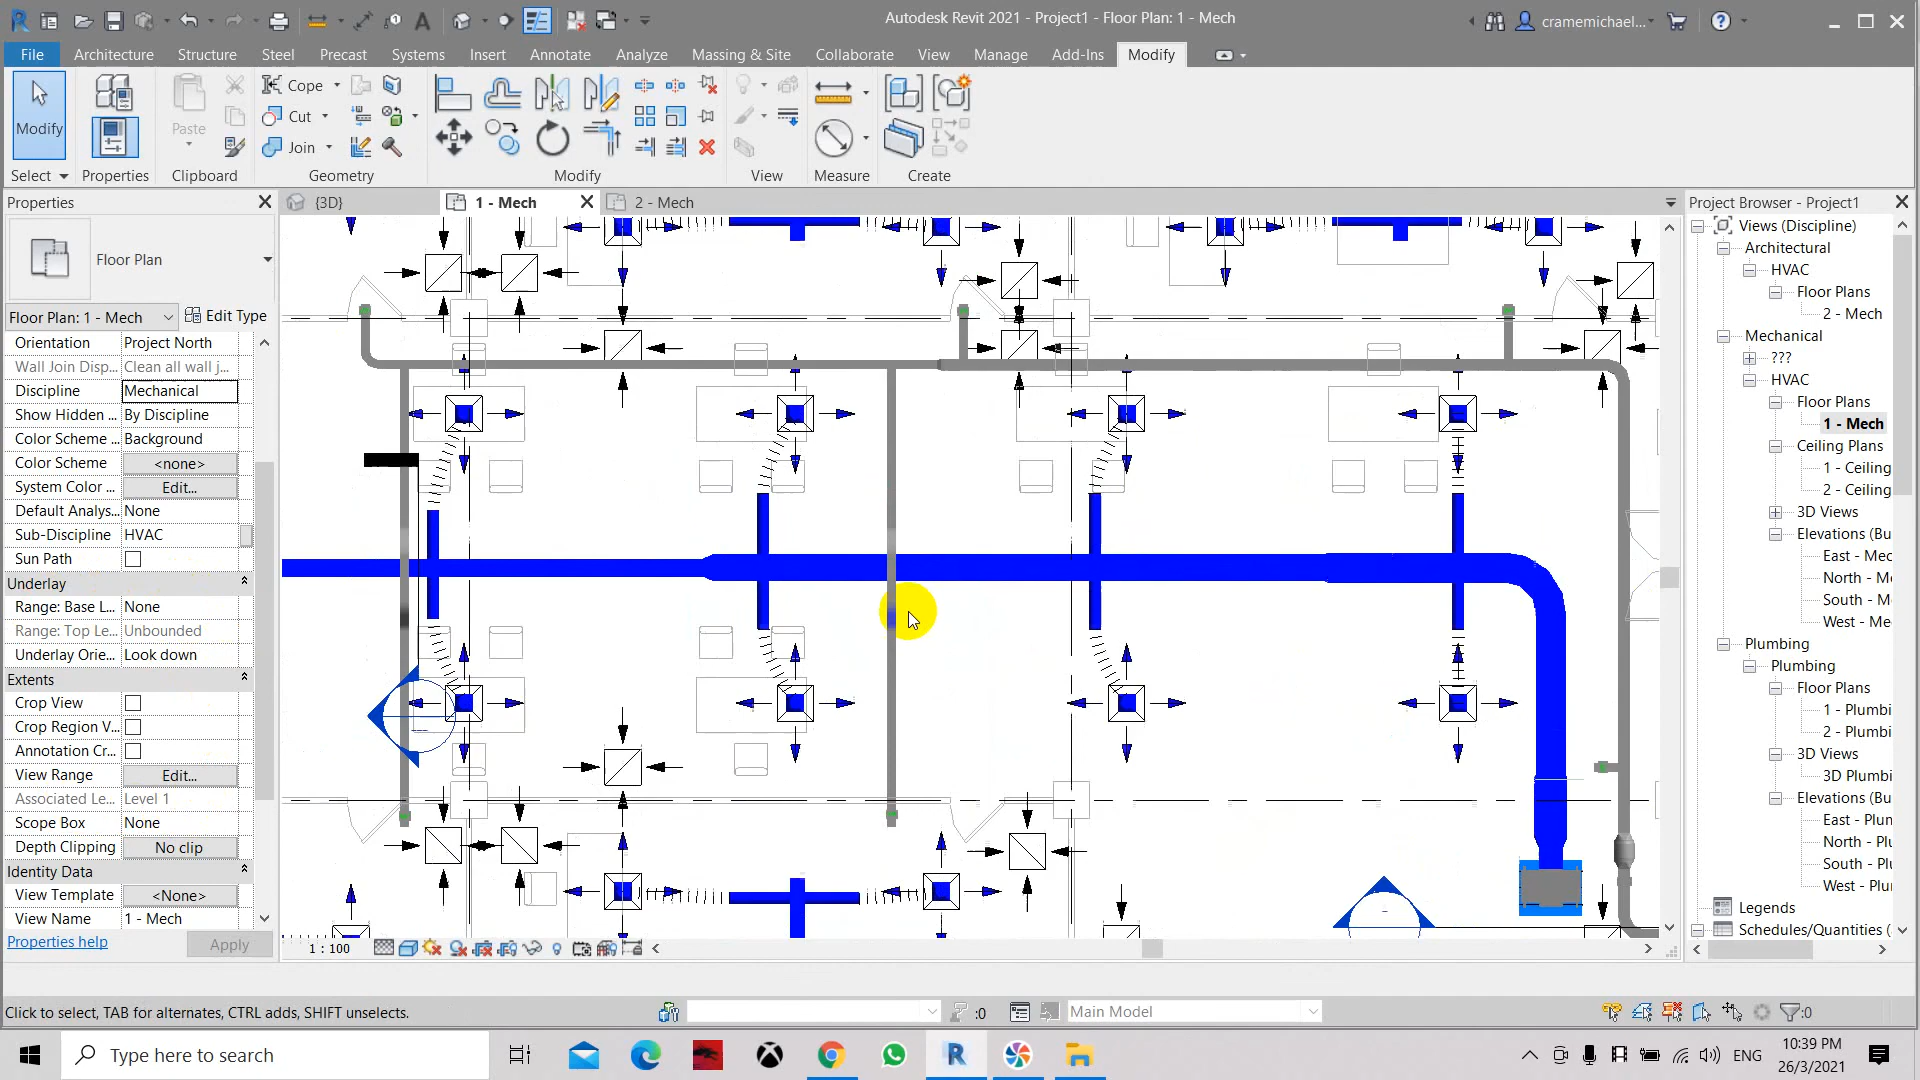 Autodesk Revit 2021 - Project1 - Floor Plan: 1 - Mech
cramemichael...
File Architecture Structure Steel Precast Systems Insert Annotate Analyze Massing & Site Collaborate View Manage Add-Ins Modify
Modify
Paste
Cope
Cut
Join
Select Properties Clipboard Geometry Modify View Measure Create
Properties
{3D}
1 - Mech
2 - Mech
Project Browser - Project1
Floor Plan
Floor Plan: 1 - Mech
Edit Type
Orientation Project North
Wall Join Disp... Clean all wall j...
Discipline Mechanical
Show Hidden ... By Discipline
Color Scheme ... Background
Color Scheme <none>
System Color ... Edit...
Default Analys... None
Sub-Discipline HVAC
Sun Path
Underlay
Range: Base L... None
Range: Top Le... Unbounded
Underlay Orie... Look down
Extents
Crop View
Crop Region V...
Annotation Cr...
View Range Edit...
Associated Le... Level 1
Scope Box None
Depth Clipping No clip
Identity Data
View Template <None>
View Name 1 - Mech
Properties help
Apply
1 : 100
Views (Discipline)
Architectural
HVAC
Floor Plans
2 - Mech
Mechanical
???
HVAC
Floor Plans
1 - Mech
Ceiling Plans
1 - Ceiling
2 - Ceiling
3D Views
Elevations (Bu
East - Mec
North - M
South - M
West - Me
Plumbing
Plumbing
Floor Plans
1 - Plumbi
2 - Plumbi
3D Views
3D Plumbi
Elevations (Bu
East - Plun
North - Plu
South - Pl
West - Plu
Legends
Schedules/Quantities (
Click to select, TAB for alternates, CTRL adds, SHIFT unselects.
:0
Main Model
:0
Type here to search
ENG
10:39 PM
26/3/2021